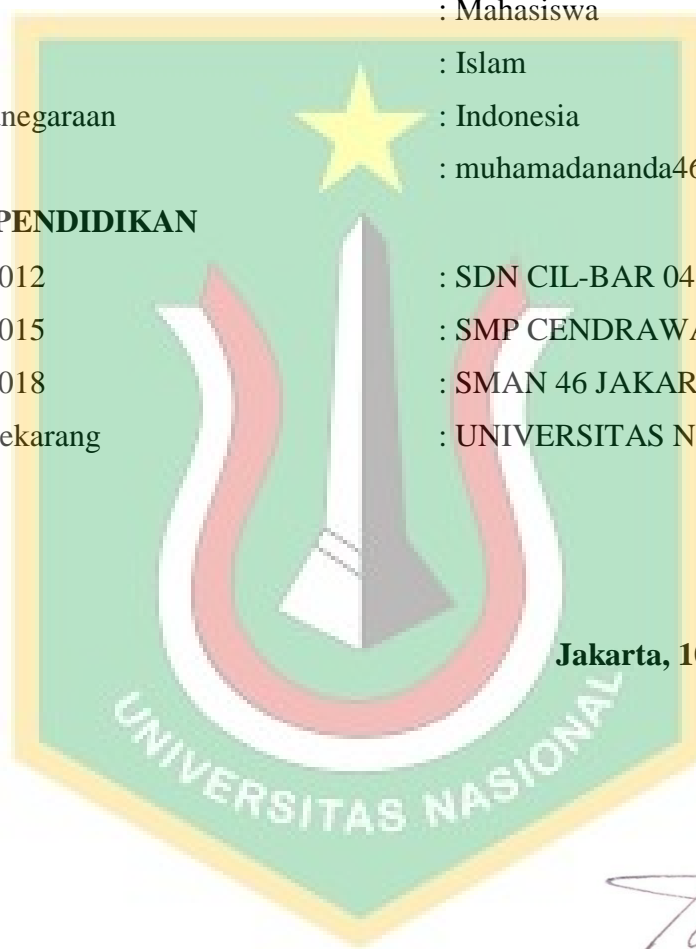 : Mahasiswa
: Islam
negaraan : Indonesia
: muhamadananda46
PENDIDIKAN
012 : SDN CIL-BAR 04
015 : SMP CENDRAWA
018 : SMAN 46 JAKAR
ekarang : UNIVERSITAS N
Jakarta, 1
UNIVERSITAS NASIONAL